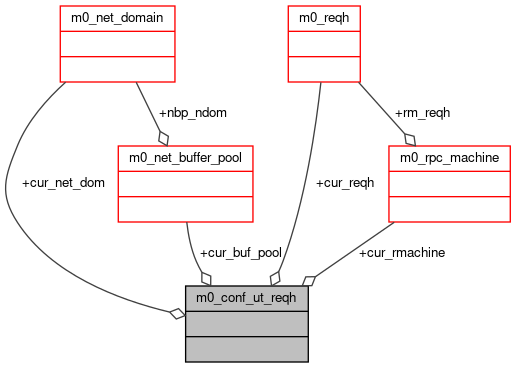 m0_net_domain
m0_reqh
+nbp_ndom
+rm_reqh
m0_net_buffer_pool
m0_rpc_machine
+cur_net_dom
+cur_reqh
+cur_buf_pool
+cur_rmachine
m0_conf_ut_reqh